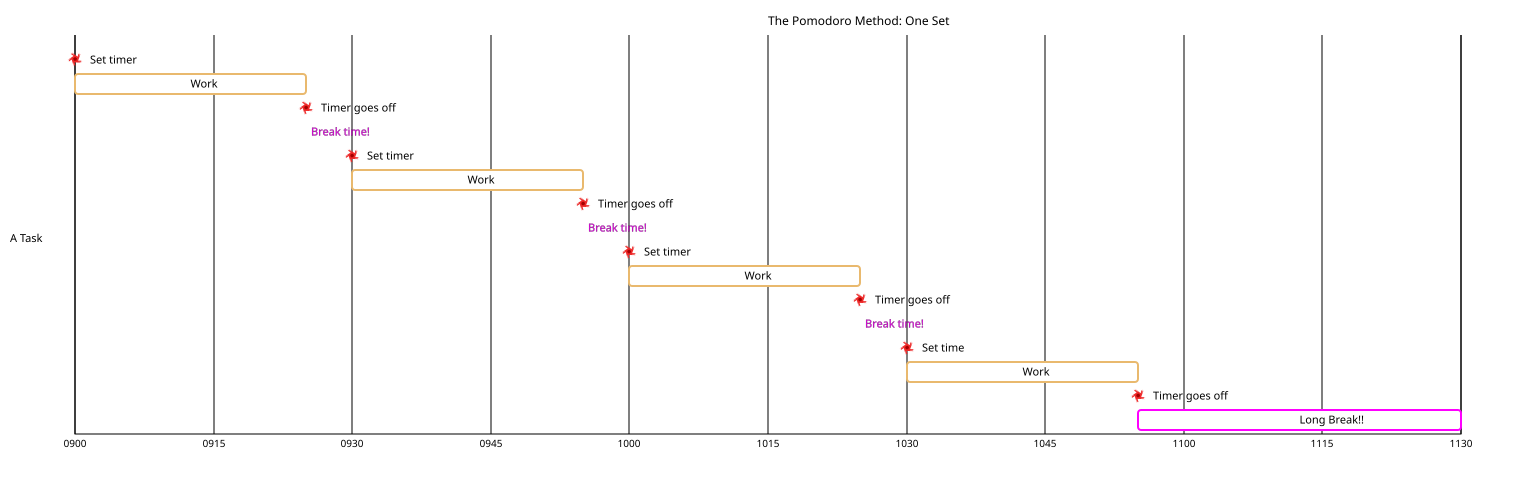 The Pomodoro Method: One Set
Set timer
Work
Timer goes off
Break time!
Set timer
Work
Timer goes off
Break time!
A Task
Set timer
Work
Timer goes off
Break time!
Set time
Work
Timer goes off
Long Break!!
0900 0915 0930 0945 1000 1015 1030 1045 1100 1115 1130